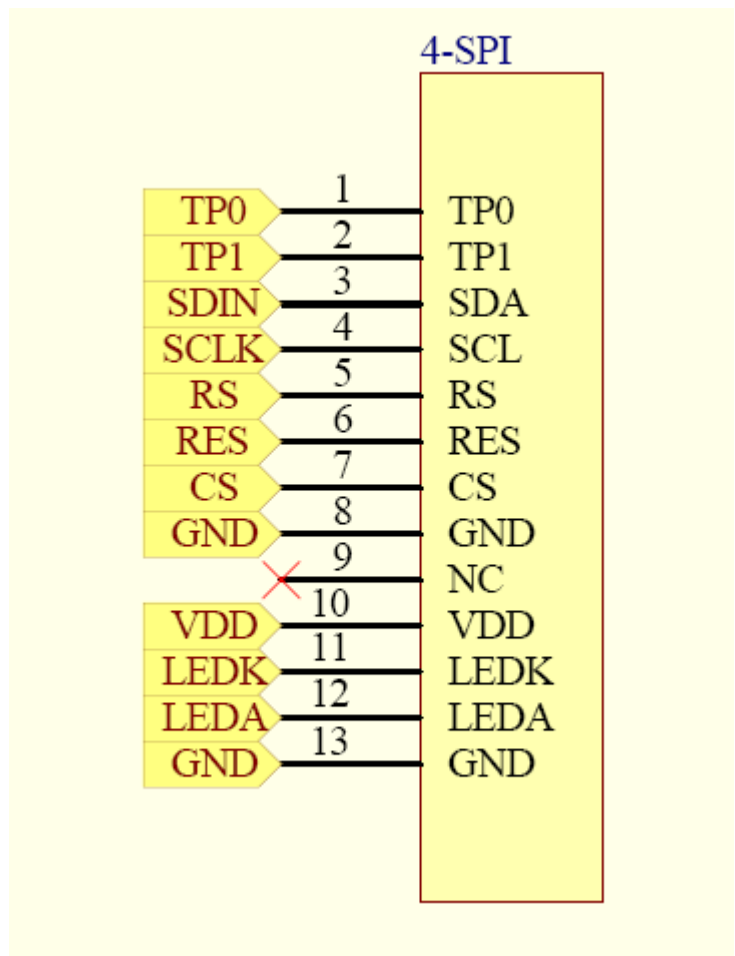 4-SPI
TP0 1 TP0
TP1 2 TP1
SDIN 3 SDA
SCLK 4 SCL
RS 5 RS
RES 6 RES
CS 7 CS
GND 8 GND
9 NC
VDD 10 VDD
LEDK 11 LEDK
LEDA 12 LEDA
GND 13 GND